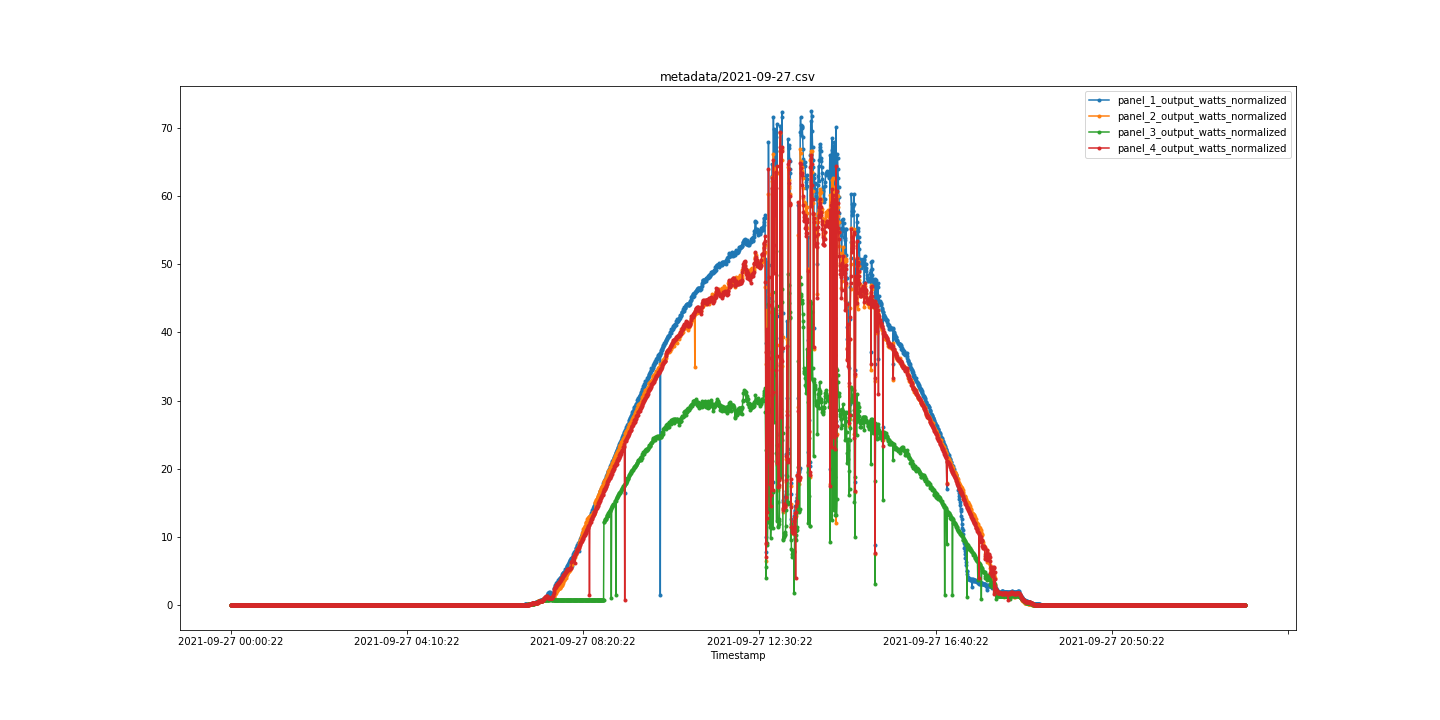 metadata/2021-09-27.csv
panel_1_output_watts_normalized
panel_2_output_watts_normalized
panel_3_output_watts_normalized
panel_4_output_watts_normalized
70
60
50
40
30
20
10
0
2021-09-27 00:00:22 2021-09-27 04:10:22 2021-09-27 08:20:22 2021-09-27 12:30:22 2021-09-27 16:40:22 2021-09-27 20:50:22
Timestamp